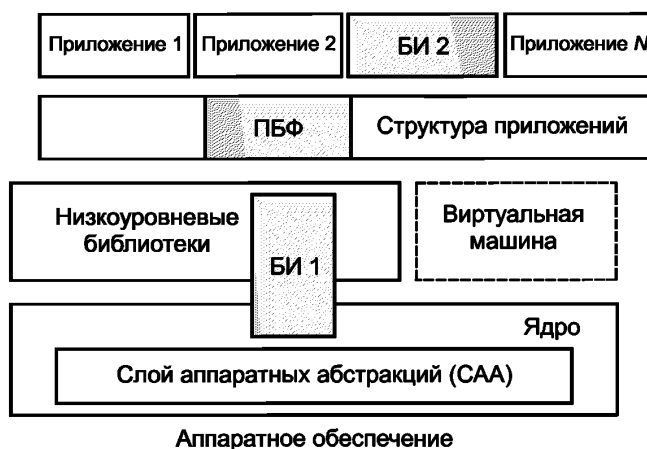 Приложение 1
Приложение 2
БИ 2
Приложение N
ПБФ
Структура приложений
Низкоуровневые
библиотеки
БИ 1
Виртуальная
машина
Ядро
Слой аппаратных абстракций (САА)
Аппаратное обеспечение